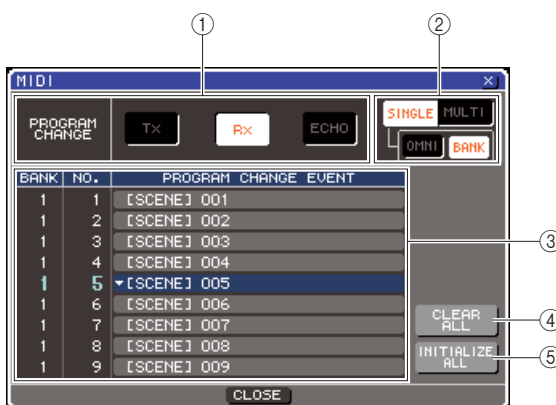 ① ②
MIDI X
PROGRAM CHANGE Tx Rx ECHO SINGLE MULTI
OMNI BANK
BANK NO. PROGRAM CHANGE EVENT
1 1 [SCENE] 001
1 2 [SCENE] 002
1 3 [SCENE] 003
1 4 [SCENE] 004
1 5 [SCENE] 005
1 6 [SCENE] 006
1 7 [SCENE] 007
1 8 [SCENE] 008
1 9 [SCENE] 009
③
CLEAR ALL ④
INITIALIZE ALL ⑤
CLOSE